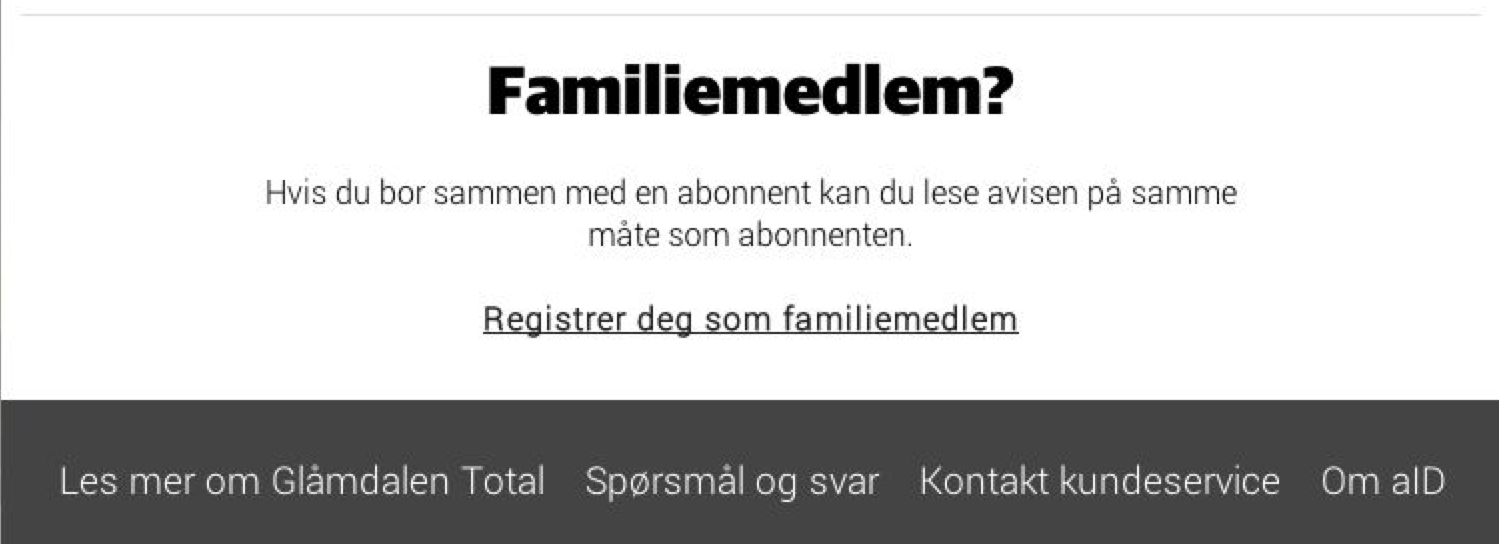 Familiemedlem?
Hvis du bor sammen med en abonnent kan du lese avisen på samme
måte som abonnenten.
Registrer deg som familiemedlem
Les mer om Glåmdalen Total Spørsmål og svar Kontakt kundeservice Om aID